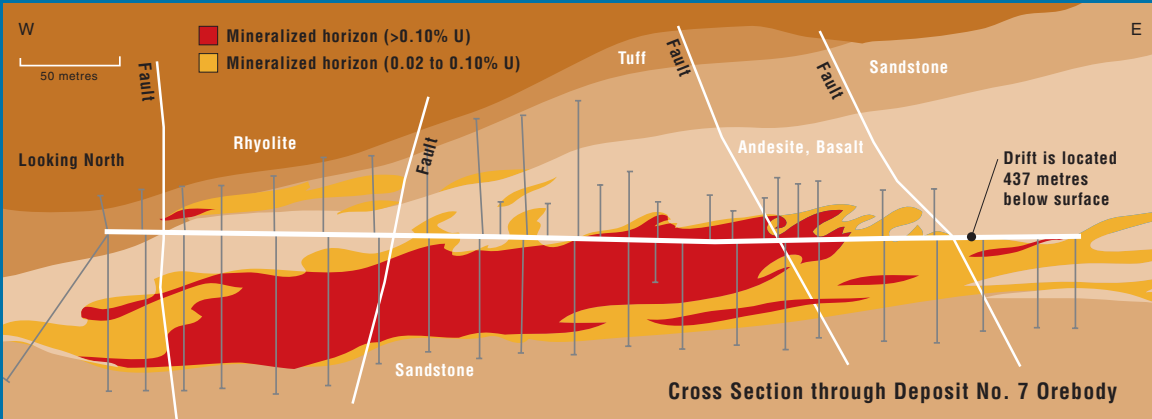 W
E
Mineralized horizon (>0.10% U)
Mineralized horizon (0.02 to 0.10% U)
50 metres
Fault
Tuff
Fault
Fault
Sandstone
Looking North
Rhyolite
Fault
Andesite, Basalt
Drift is located
437 metres
below surface
Sandstone
Cross Section through Deposit No. 7 Orebody